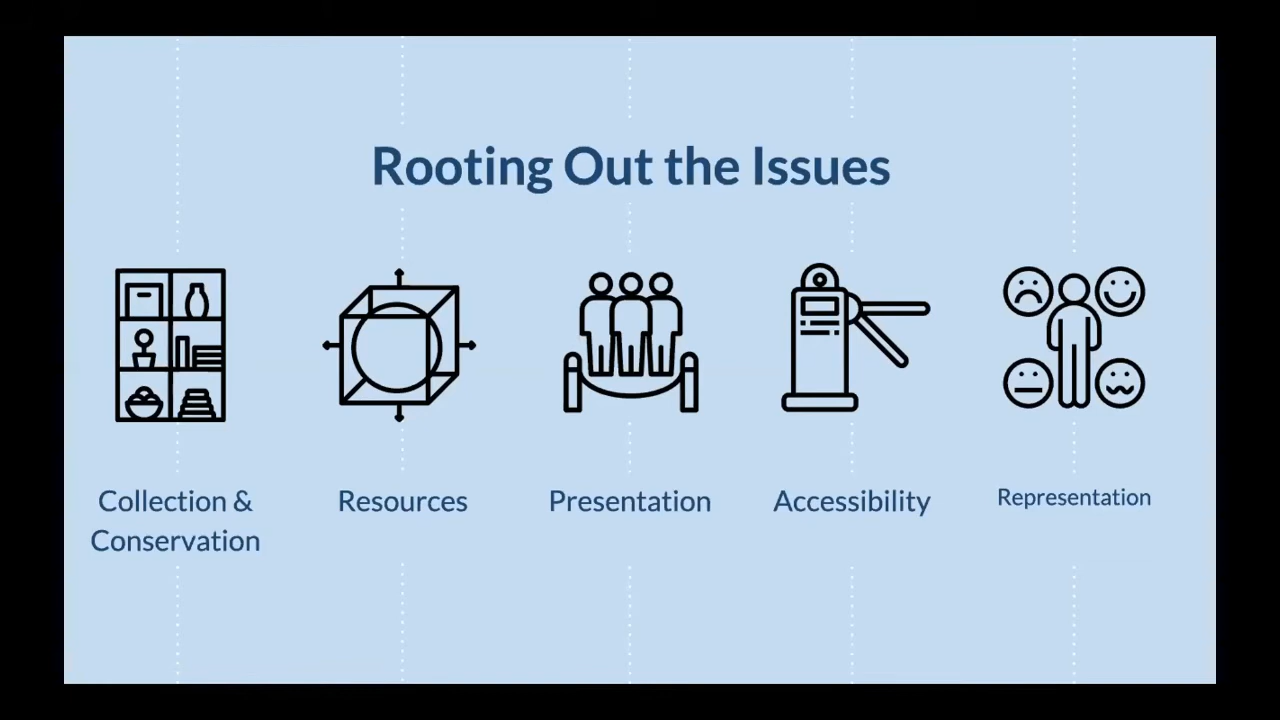 Rooting Out the Issues
Collection &
Conservation
Resources
Presentation
Accessibility
Representation